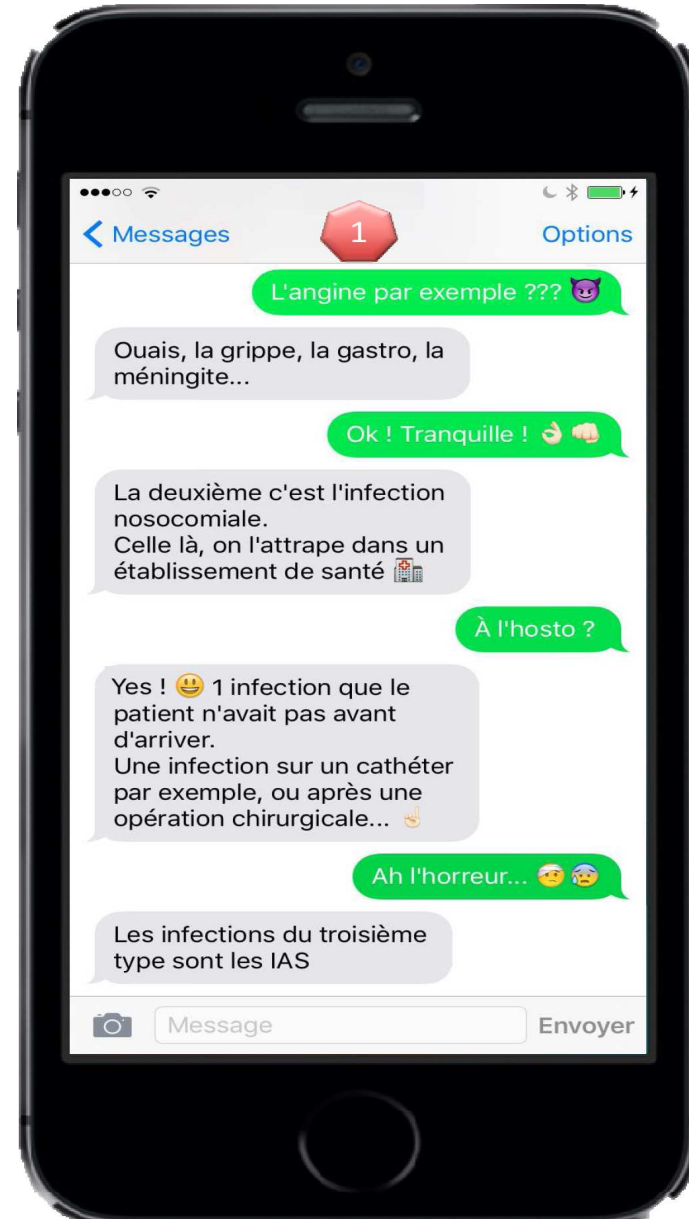 Messages
1
Options
L'angine par exemple ??? 😈
Ouais, la grippe, la gastro, la
méningite...
Ok ! Tranquille ! 👌🏻 👊🏻
La deuxième c'est l'infection
nosocomiale.
Celle là, on l'attrape dans un
établissement de santé 🏥
À l'hosto ?
Yes ! 😃 1 infection que le
patient n'avait pas avant
d'arriver.
Une infection sur un cathéter
par exemple, ou après une
opération chirurgicale... ☝🏻
Ah l'horreur... 🤕 😰
Les infections du troisième
type sont les IAS
Message
Envoyer